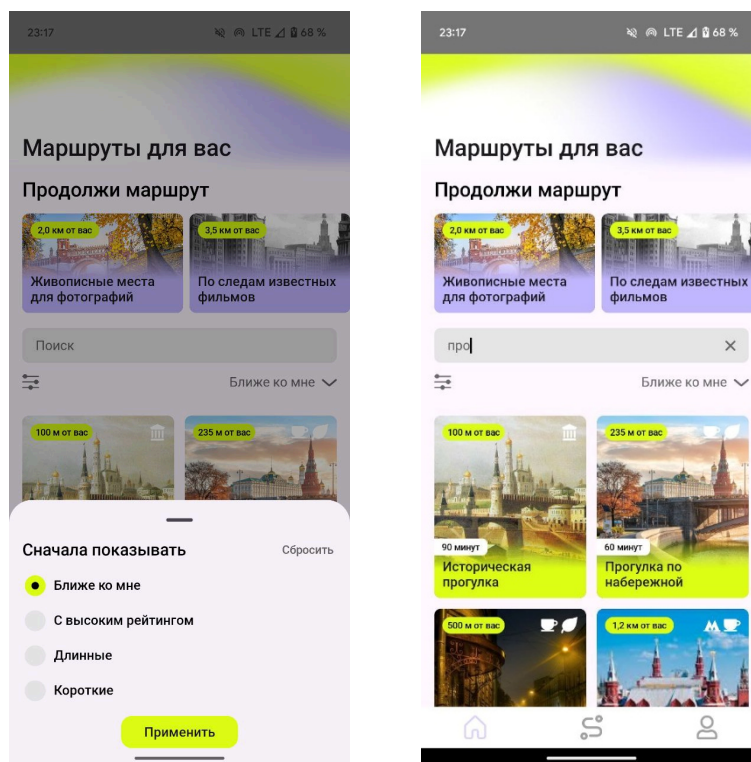 23:17
LTE 68 %
Маршруты для вас
Продолжи маршрут
2,0 км от вас
3,5 км от вас
Живописные места
для фотографий
По следам известных
фильмов
Поиск
Ближе ко мне
100 м от вас
235 м от вас
Сначала показывать
Сбросить
Ближе ко мне
С высоким рейтингом
Длинные
Короткие
Применить
23:17
LTE 68 %
Маршруты для вас
Продолжи маршрут
2,0 км от вас
3,5 км от вас
Живописные места
для фотографий
По следам известных
фильмов
про
Ближе ко мне
100 м от вас
235 м от вас
90 минут
60 минут
Историческая
прогулка
Прогулка по
набережной
500 м от вас
1,2 км от вас